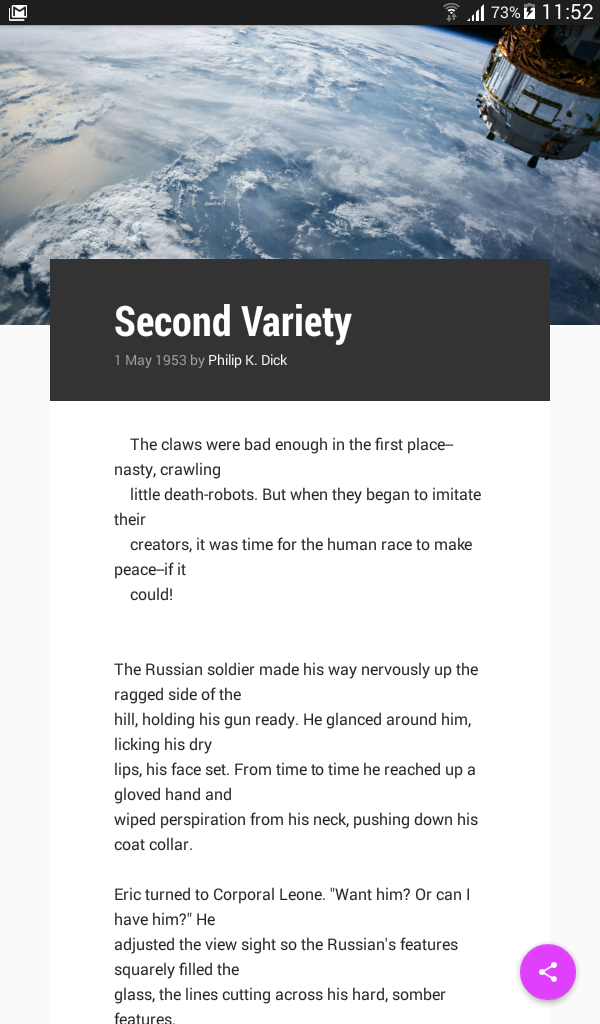 73% 11:52
Second Variety
1 May 1953 by Philip K. Dick
The claws were bad enough in the first place--
nasty, crawling
little death-robots. But when they began to imitate
their
creators, it was time for the human race to make
peace--if it
could!
The Russian soldier made his way nervously up the
ragged side of the
hill, holding his gun ready. He glanced around him,
licking his dry
lips, his face set. From time to time he reached up a
gloved hand and
wiped perspiration from his neck, pushing down his
coat collar.
Eric turned to Corporal Leone. "Want him? Or can I
have him?" He
adjusted the view sight so the Russian's features
squarely filled the
glass, the lines cutting across his hard, somber
features.